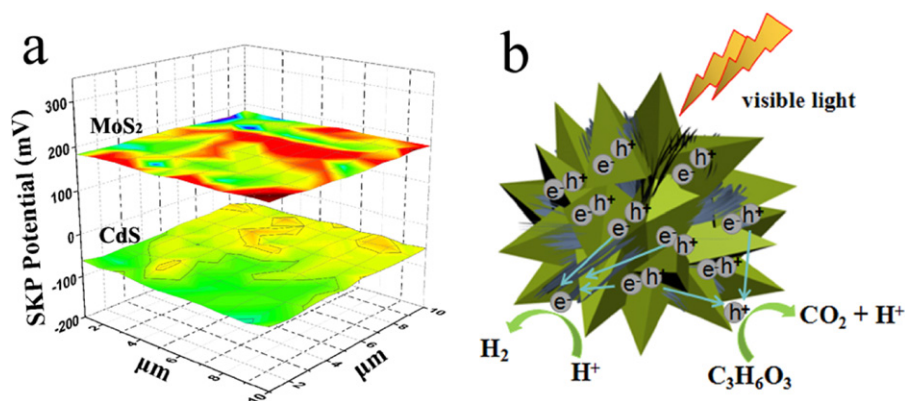 a
SKP Potential (mV)
300
200
100
0
-100
-200
MoS2
CdS
2
4
6
8
10
μm
2
4
6
8
10
μm
b
visible light
e- h+
e- h+
e- h+
e- h+
e- h+
e- h+
e- h+
e- h+
e- h+
e- h+
e-
h+
H2
H+
C3H6O3
CO2 + H+